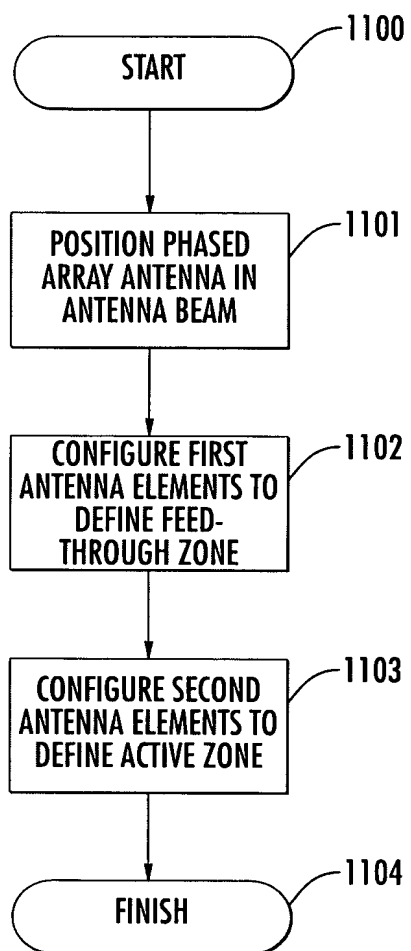 1100
START
1101
POSITION PHASED
ARRAY ANTENNA IN
ANTENNA BEAM
1102
CONFIGURE FIRST
ANTENNA ELEMENTS TO
DEFINE FEED-
THROUGH ZONE
1103
CONFIGURE SECOND
ANTENNA ELEMENTS TO
DEFINE ACTIVE ZONE
1104
FINISH